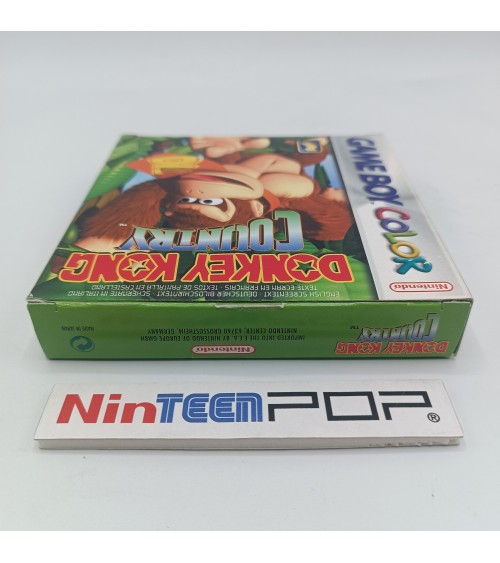 GAME BOY COLOR
Nintendo
DONKEY KONG
COUNTRY™
ENGLISH SCREENTEXT · DEUTSCHER BILDSCHIRMTEXT · SCHERMATE IN ITALIANO
TEXTE ECRAN EN FRANÇAIS · TEXTOS DE PANTALLA EN CASTELLANO
DONKEY KONG
COUNTRY™
Nintendo
IMPORTED INTO THE E.E.A. BY NINTENDO OF EUROPE GMBH
NINTENDO CENTER, 63760 GROSSOSTHEIM, GERMANY
MADE IN JAPAN
NinTEENPOP®